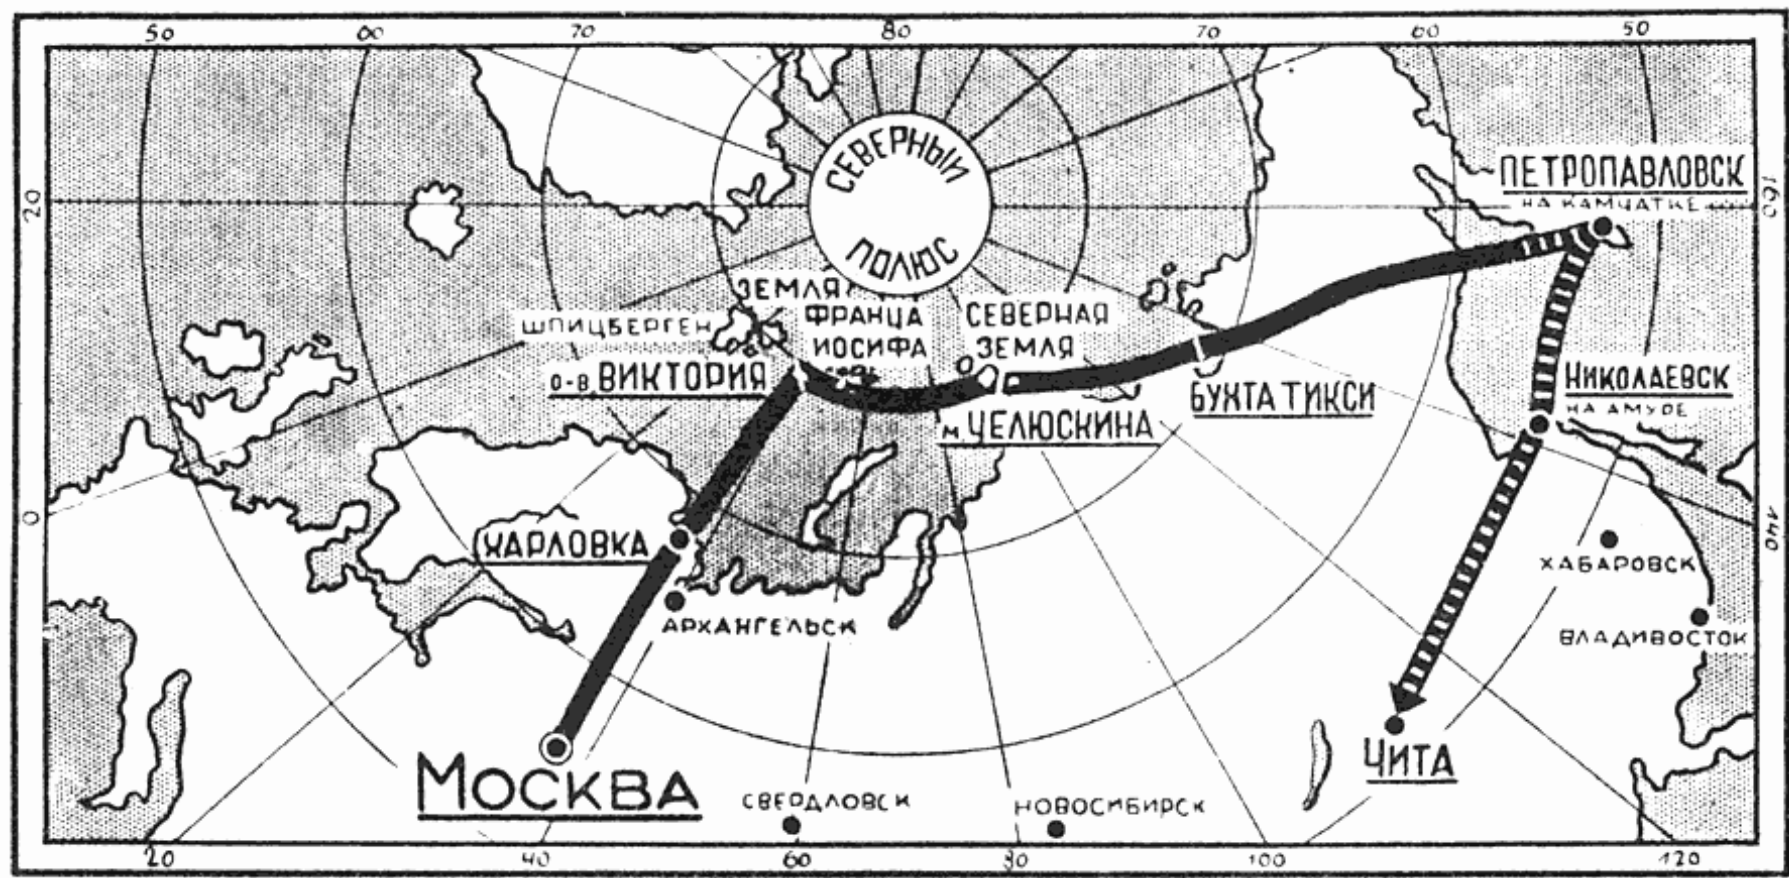 50 60 70 80 70 60 50
СЕВЕРНЫЙ
ПОЛЮС
ПЕТРОПАВЛОВСК
НА КАМЧАТКЕ
20
ЗЕМЛЯ
ФРАНЦА
ИОСИФА
СЕВЕРНАЯ
ЗЕМЛЯ
ШПИЦБЕРГЕН
О-В. ВИКТОРИЯ
БУХТА ТИКСИ
НИКОЛАЕВСК
НА АМУРЕ
М. ЧЕЛЮСКИНА
0
140
ХАРЛОВКА
АРХАНГЕЛЬСК
ХАБАРОВСК
ВЛАДИВОСТОК
МОСКВА
ЧИТА
СВЕРДЛОВСК
НОВОСИБИРСК
20 40 60 80 100 120